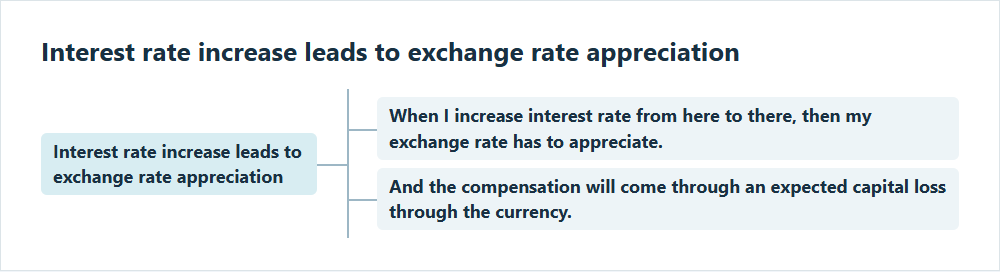 Interest rate increase leads to exchange rate appreciation
Interest rate increase leads to
exchange rate appreciation
When I increase interest rate from here to there, then my
exchange rate has to appreciate.
And the compensation will come through an expected capital loss
through the currency.